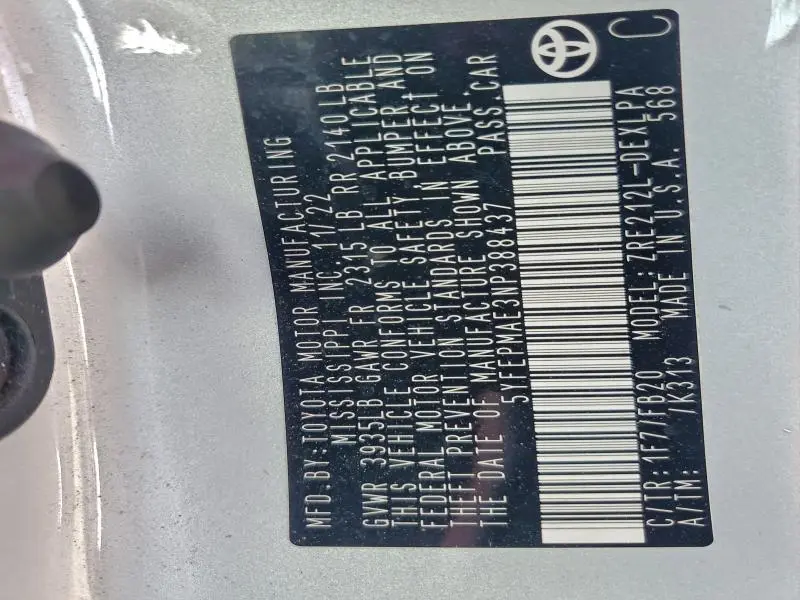 MFD.BY:TOYOTA MOTOR MANUFACTURING
MISSISSIPPI INC 11/22
GVWR 3935LB GAWR FR 2315 LB RR 2140LB
THIS VEHICLE CONFORMS TO ALL APPLICABLE
FEDERAL MOTOR VEHICLE SAFETY, BUMPER AND
THEFT PREVENTION STANDARDS IN EFFECT ON
THE DATE OF MANUFACTURE SHOWN ABOVE.
5YFEPMAE3NP388437 PASS.CAR
C/TR: 1F7/FB20 MODEL: ZRE212L-DEXLPA
A/TM: /K313 MADE IN U.S.A. 568
C